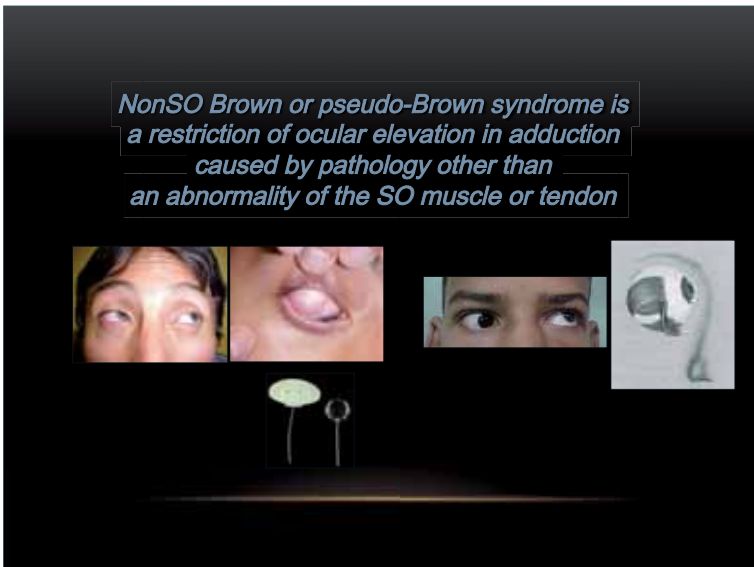 NonSO Brown or pseudo-Brown syndrome is
a restriction of ocular elevation in adduction
caused by pathology other than
an abnormality of the SO muscle or tendon